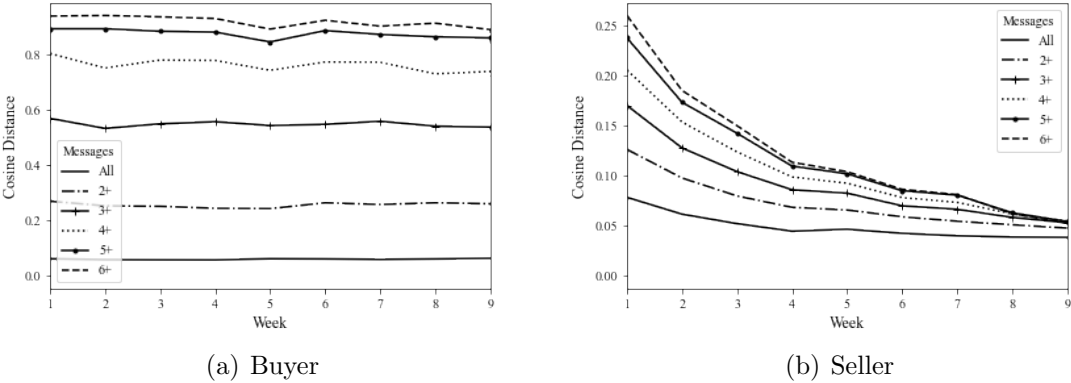 Cosine Distance
0.8
0.6
0.4
0.2
0.0
Messages
All
2+
3+
4+
5+
6+
1 2 3 4 5 6 7 8 9
Week
(a) Buyer
Cosine Distance
0.25
0.20
0.15
0.10
0.05
0.00
Messages
All
2+
3+
4+
5+
6+
1 2 3 4 5 6 7 8 9
Week
(b) Seller